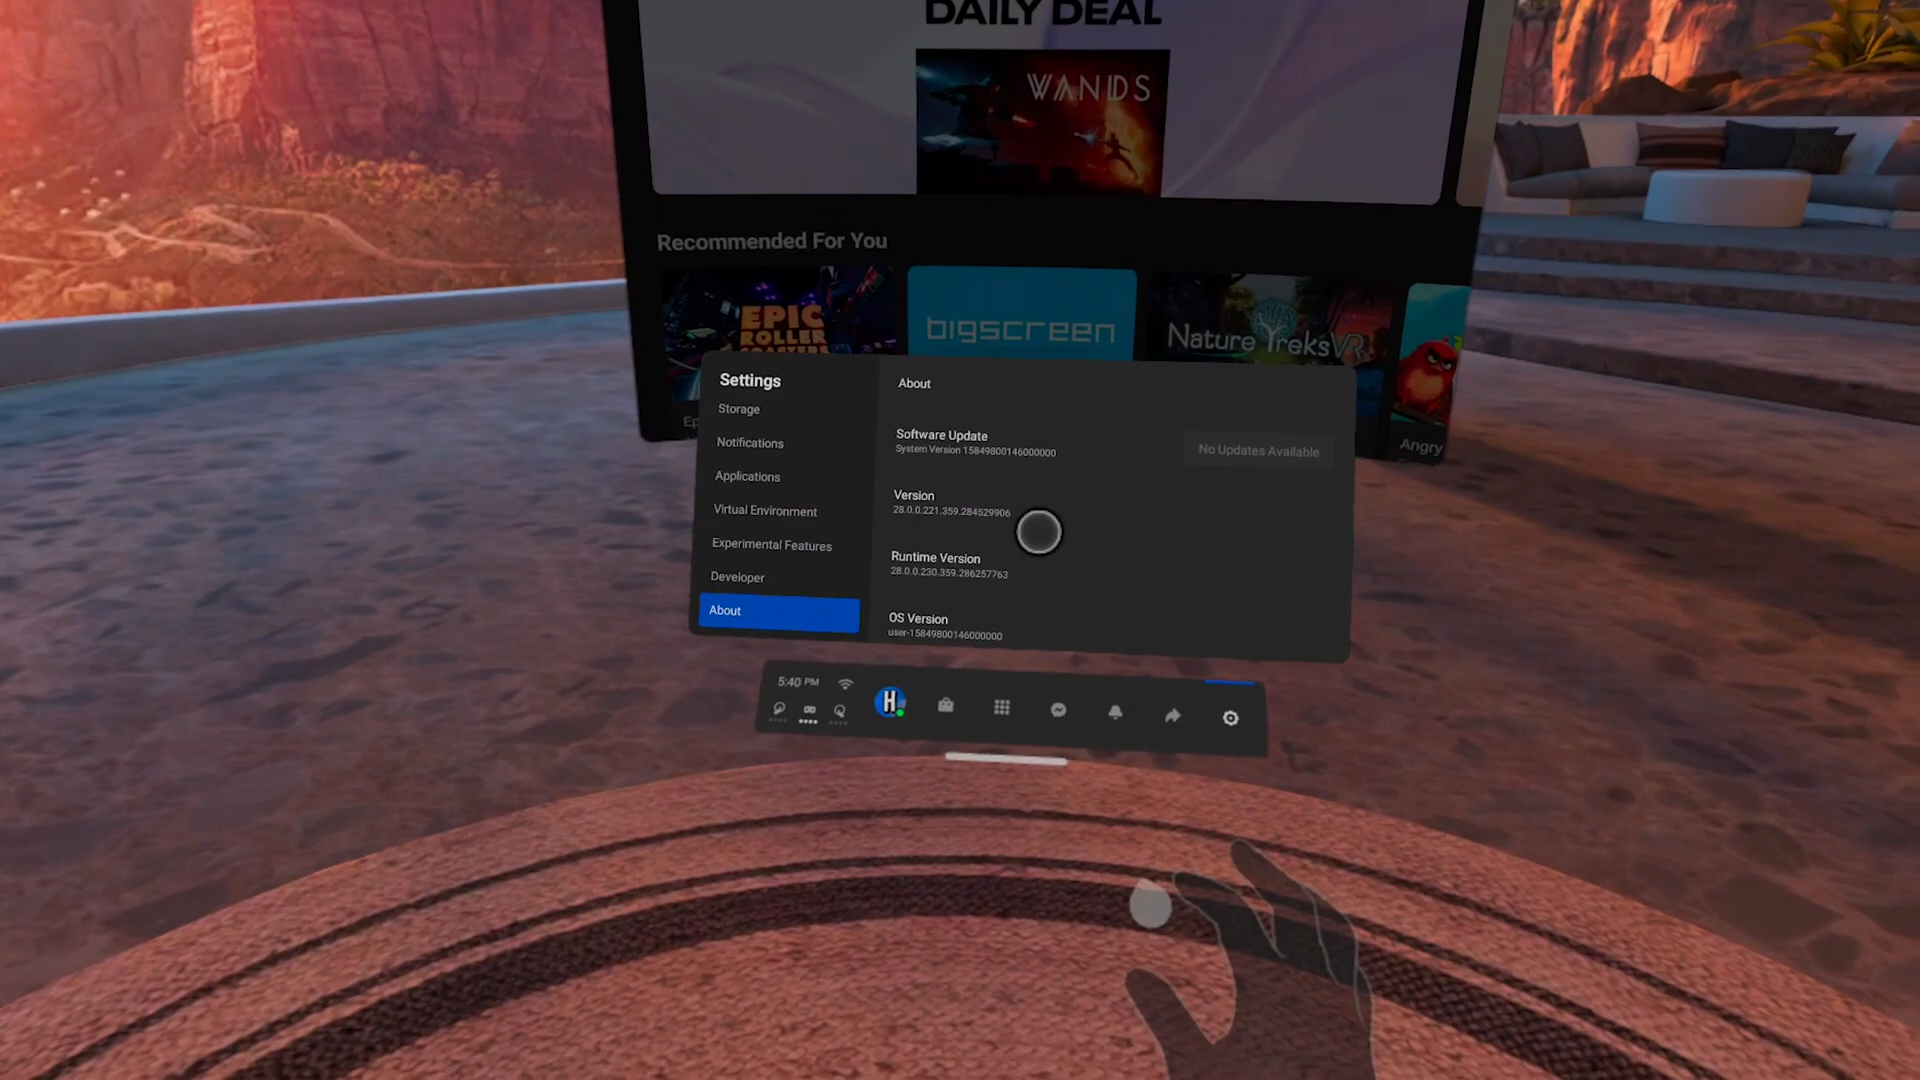 DAILY DEAL
WANDS
Recommended For You
EPIC
ROLLER
COASTERS
bigscreen
Nature Treks VR
Ep
Angry
Settings
Storage
Notifications
Applications
Virtual Environment
Experimental Features
Developer
About
About
Software Update
System Version 15849800146000000
No Updates Available
Version
28.0.0.221.359.284529906
Runtime Version
28.0.0.230.359.286257763
OS Version
user-15849800146000000
5:40 PM
H